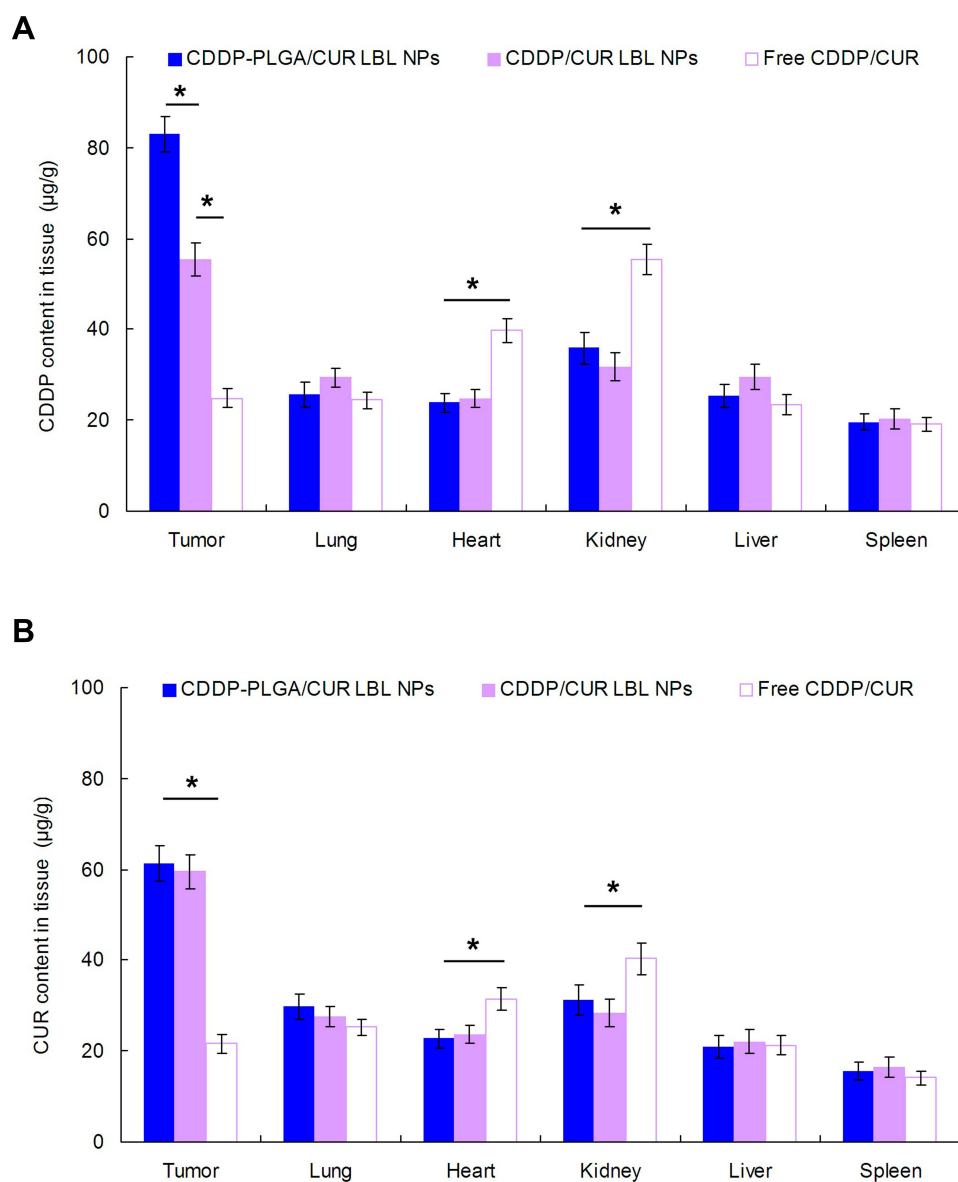 A
100
CDDP-PLGA/CUR LBL NPs CDDP/CUR LBL NPs Free CDDP/CUR
*
80
*
60
*
*
40
20
0
CDDP content in tissue (µg/g)
Tumor Lung Heart Kidney Liver Spleen
B
100
CDDP-PLGA/CUR LBL NPs CDDP/CUR LBL NPs Free CDDP/CUR
80
*
60
*
*
40
20
0
CUR content in tissue (µg/g)
Tumor Lung Heart Kidney Liver Spleen